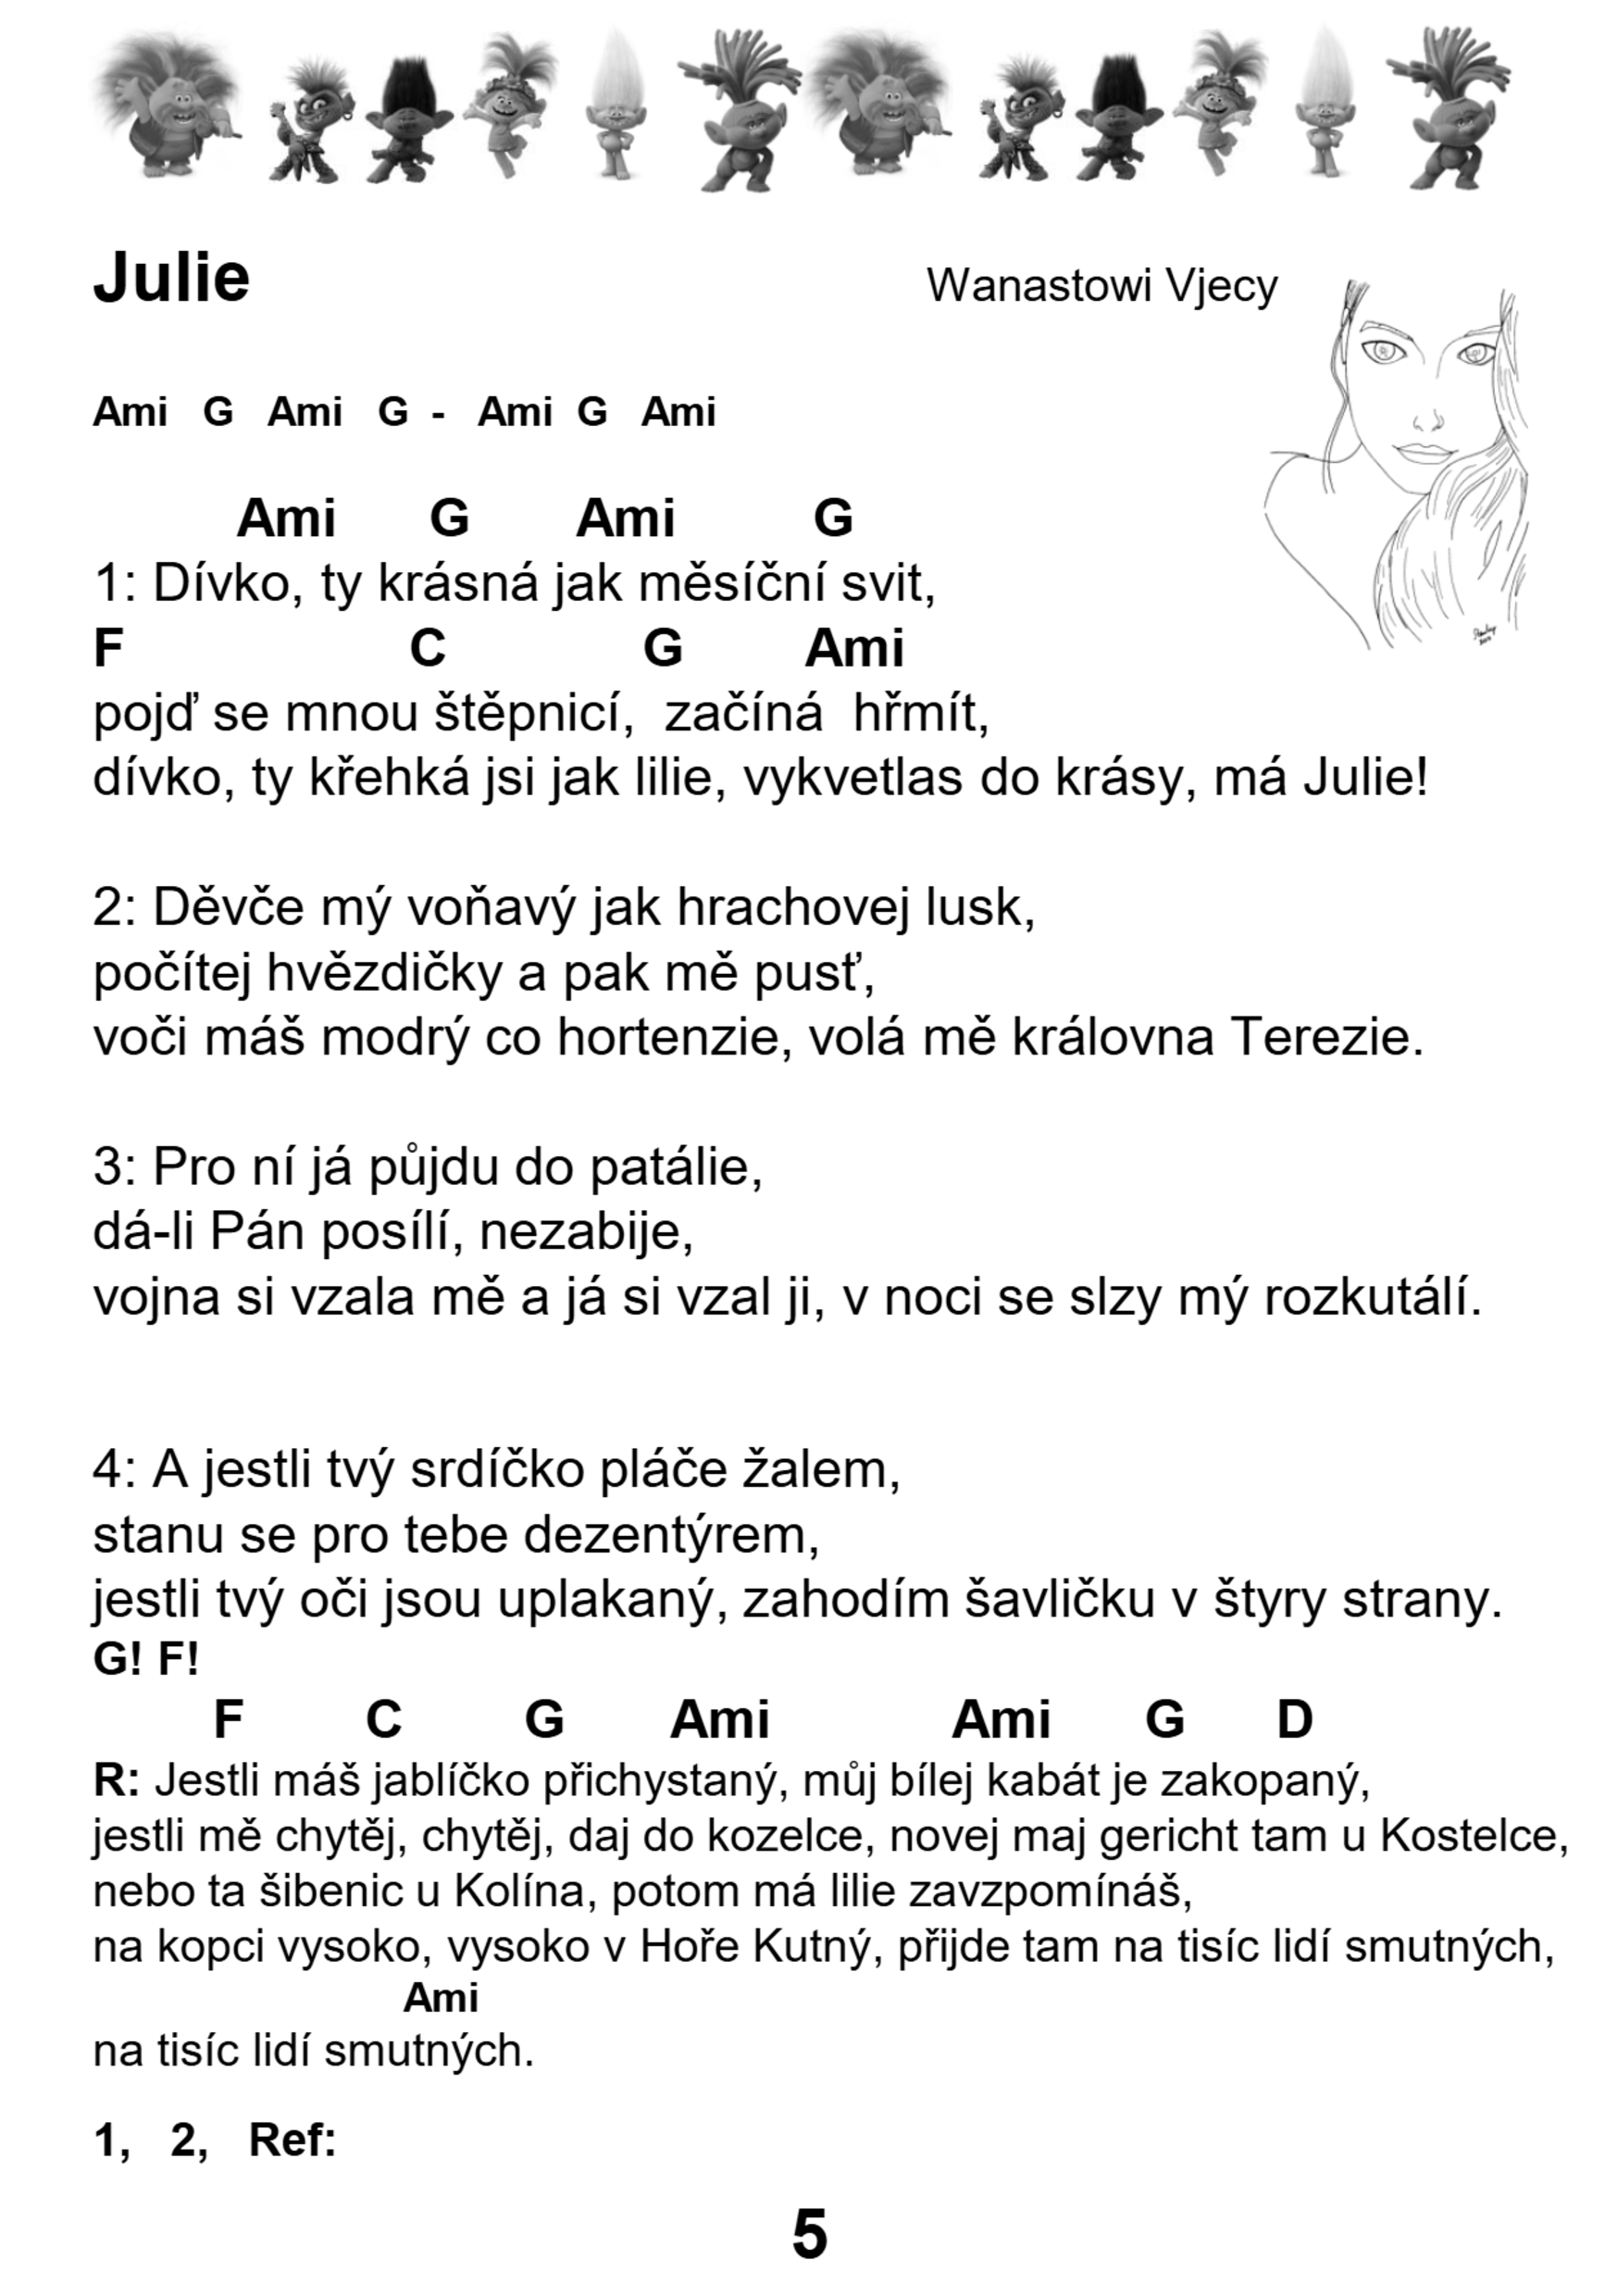 Julie
Wanastowi Vjecy
Ami G Ami G - Ami G Ami
Ami G Ami G
1: Dívko, ty krásná jak měsíční svit,
F C G Ami
pojď se mnou štěpnicí, začíná hřmít,
dívko, ty křehká jsi jak lilie, vykvetlas do krásy, má Julie!
2: Děvče mý voňavý jak hrachovej lusk,
počítej hvězdičky a pak mě pusť,
voči máš modrý co hortenzie, volá mě královna Terezie.
3: Pro ní já půjdu do patálie,
dá-li Pán posílí, nezabije,
vojna si vzala mě a já si vzal ji, v noci se slzy mý rozkutálí.
4: A jestli tvý srdíčko pláče žalem,
stanu se pro tebe dezentýrem,
jestli tvý oči jsou uplakaný, zahodím šavličku v štyry strany.
G! F!
F C G Ami Ami G D
R: Jestli máš jablíčko přichystaný, můj bílej kabát je zakopaný,
jestli mě chytěj, chytěj, daj do kozelce, novej maj gericht tam u Kostelce,
nebo ta šibenic u Kolína, potom má lilie zavzpomínáš,
na kopci vysoko, vysoko v Hoře Kutný, přijde tam na tisíc lidí smutných,
Ami
na tisíc lidí smutných.
1, 2, Ref:
5